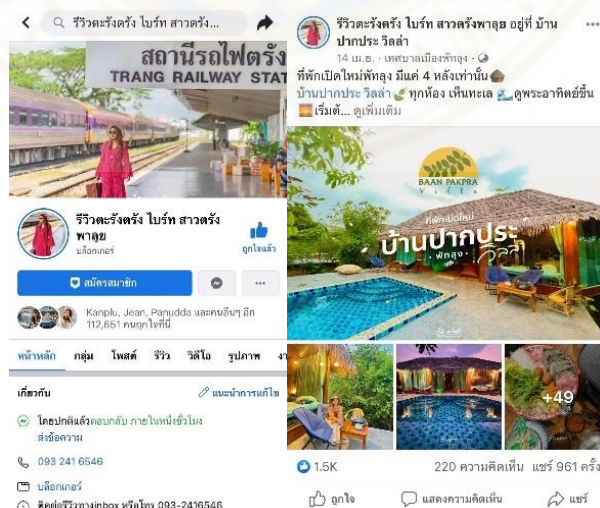 รีวิวตะรังตรัง ไบร์ท สาวตรัง...
สถานีรถไฟตรัง
TRANG RAILWAY STAT
รีวิวตะรังตรัง ไบร์ท สาวตรัง
พาลุย
บล็อกเกอร์
ถูกใจแล้ว
สมัครสมาชิก
Kanplu, Jean, Panudda และคนอื่นๆ อีก
112,851 คนถูกใจที่นี่
หน้าหลัก กลุ่ม โพสต์ รีวิว วิดีโอ รูปภาพ งา
เกี่ยวกับ
แนะนำการแก้ไข
โดยปกติแล้วตอบกลับ ภายในหนึ่งชั่วโมง
ส่งข้อความ
093 241 6546
บล็อกเกอร์
ติดต่อรีวิวทางinbox หรือโทร 093-2416546
รีวิวตะรังตรัง ไบร์ท สาวตรังพาลุย อยู่ที่ บ้าน
ปากประ วิลล่า
14 เม.ย. · เทศบาลเมืองพัทลุง ·
ที่พักเปิดใหม่พัทลุง มีแค่ 4 หลังเท่านั้น
บ้านปากประ วิลล่า ทุกห้อง เห็นทะเล ดูพระอาทิตย์ขึ้น
เริ่มต้... ดูเพิ่มเติม
BAAN PAKPRA
Villa
ที่พักเปิดใหม่
บ้านปากประ
· พัทลุง · วิลล่า
+49
1.5K
220 ความคิดเห็น แชร์ 961 ครั้ง
ถูกใจ
แสดงความคิดเห็น
แชร์